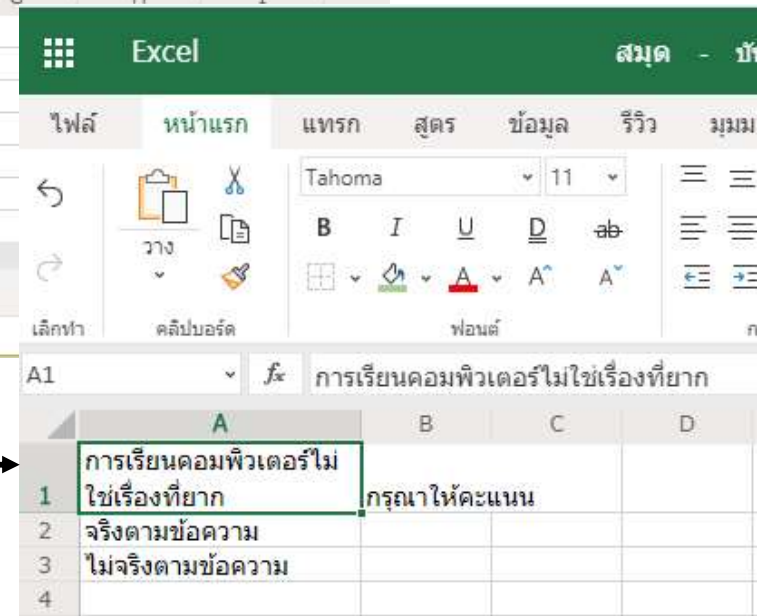 Excel สมุด -
ไฟล์ หน้าแรก แทรก สูตร ข้อมูล รีวิว
Tahoma 11
วาง
B I U D ab
A A A
เลิกทำ คลิปบอร์ด ฟอนต์
A1 fx การเรียนคอมพิวเตอร์ไม่ใช่เรื่องที่ยาก
A B C D
การเรียนคอมพิวเตอร์ไม่
1 ใช่เรื่องที่ยาก กรุณาให้คะแนน
2 จริงตามข้อความ
3 ไม่จริงตามข้อความ
4